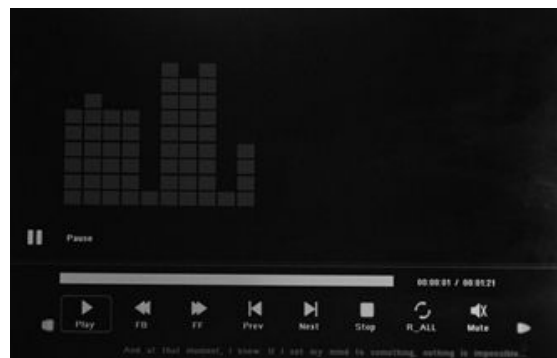 Pause
00:00:01 / 00:01:21
Play FB FF Prev Next Stop R_ALL Mute
And at that moment, I knew: If I set my mind to something, nothing is impossible.